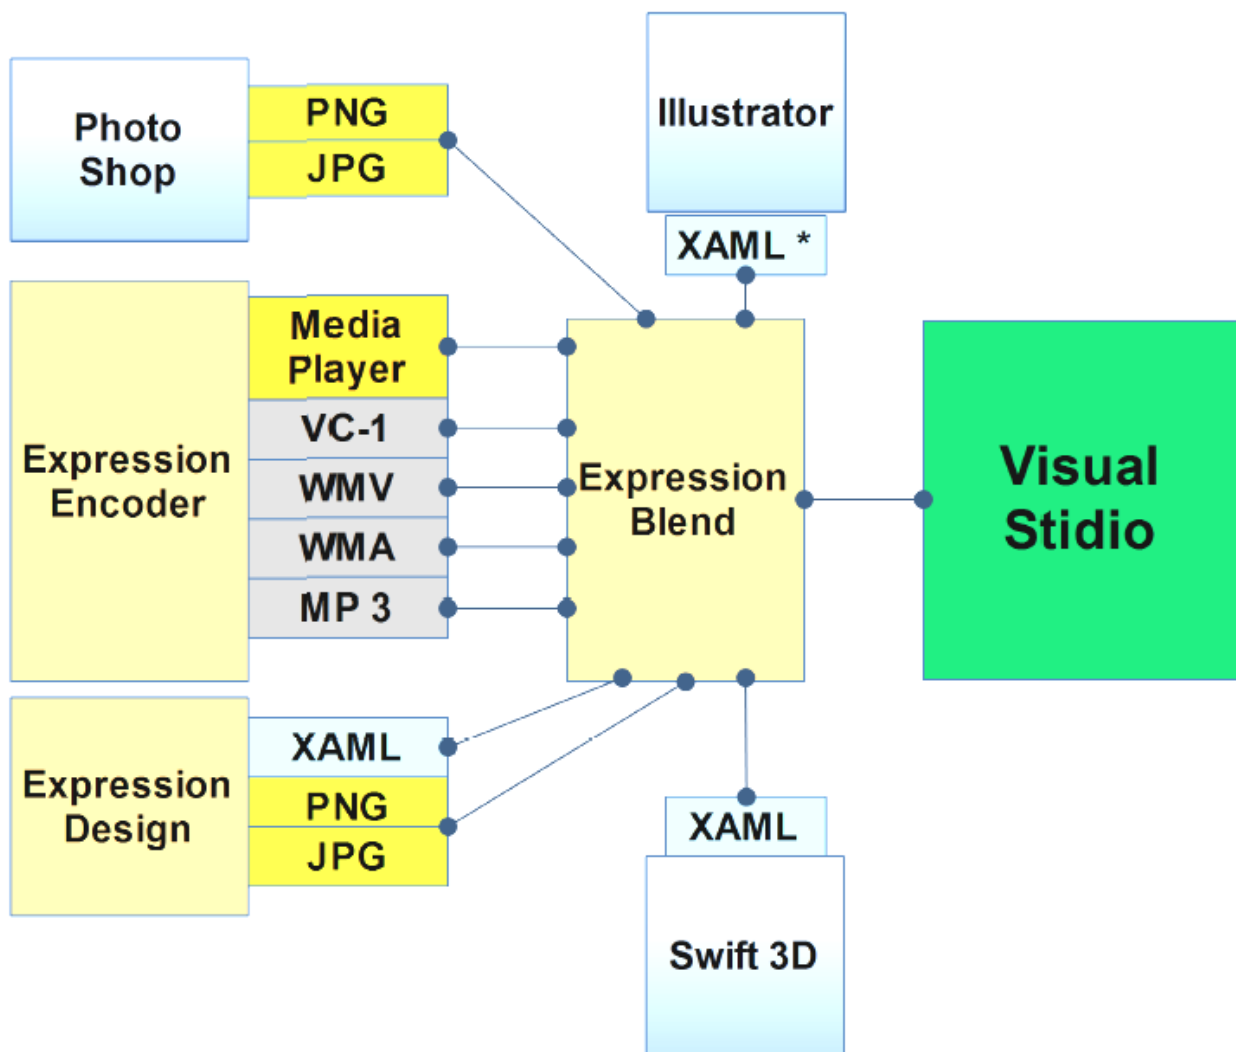 Photo
Shop
PNG
JPG
Illustrator
XAML *
Expression
Encoder
Media
Player
VC-1
WMV
WMA
MP 3
Expression
Blend
Visual
Stidio
Expression
Design
XAML
PNG
JPG
XAML
Swift 3D